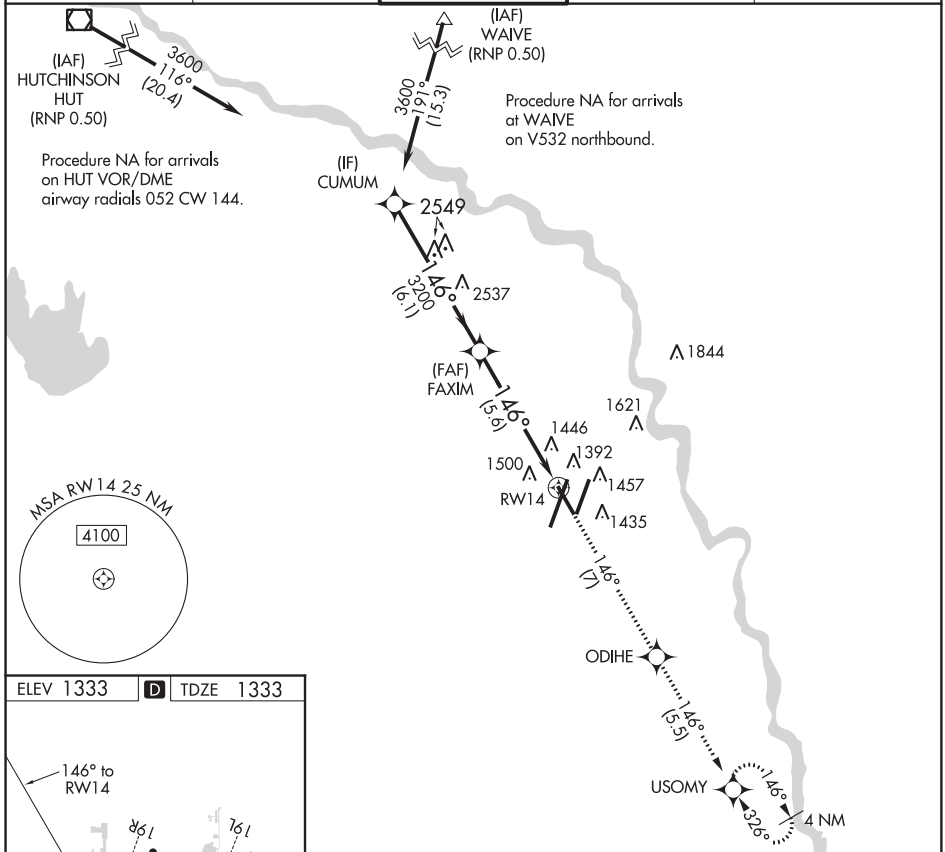 (IAF)
HUTCHINSON
HUT
(RNP 0.50)
3600
116°
(20.4)
(IAF)
WAIVE
(RNP 0.50)
3600
191°
(15.3)
Procedure NA for arrivals
at WAIVE
on V532 northbound.
Procedure NA for arrivals
on HUT VOR/DME
airway radials 052 CW 144.
(IF)
CUMUM
2549
146°
3200
(6.1)
2537
(FAF)
FAXIM
1844
146°
(5.6)
1621
1446
1392
1500
1457
RW14
1435
MSA RW14 25 NM
4100
146°
(7)
ODIHE
146°
(5.5)
USOMY
146°
326°
4 NM
ELEV 1333 D TDZE 1333
146° to
RW14
19R
19L